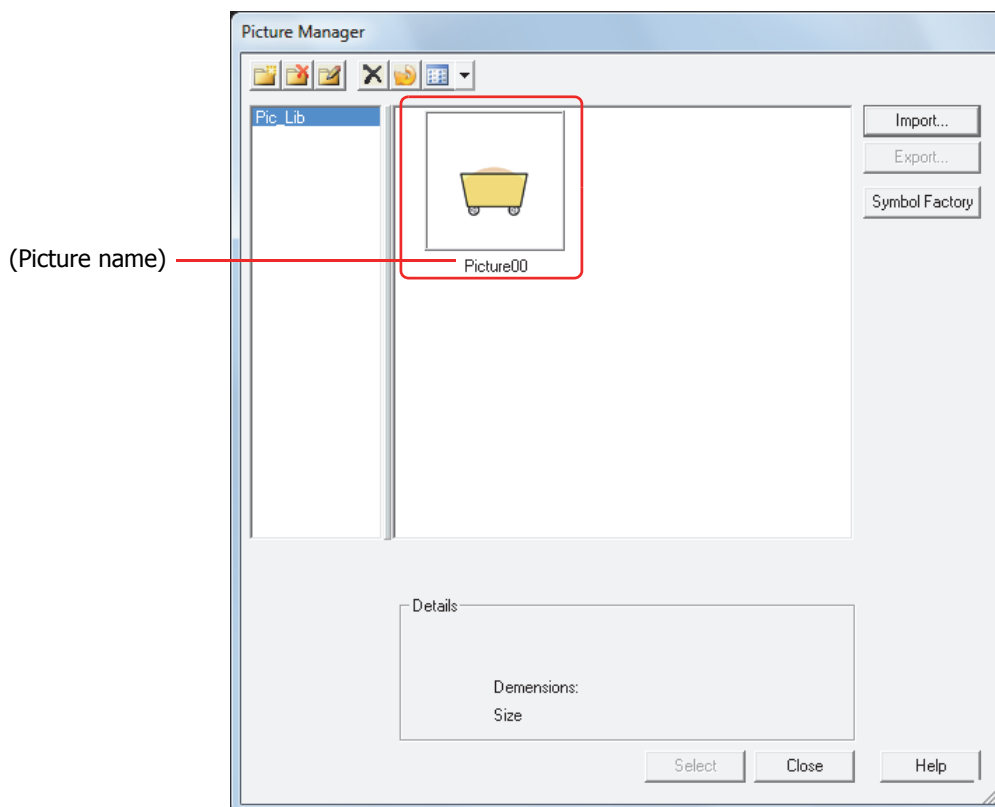 Picture Manager
Pic_Lib
Import...
Export...
Symbol Factory
(Picture name)
Picture00
Details
Demensions:
Size
Select
Close
Help